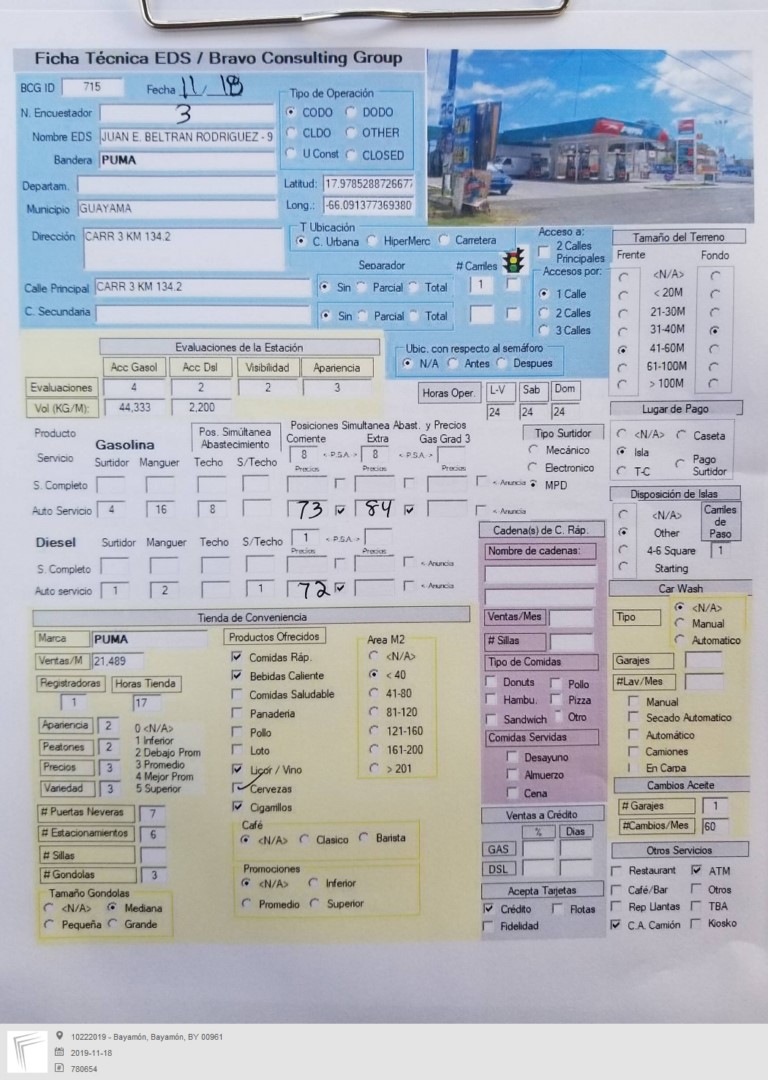 Ficha Técnica EDS / Bravo Consulting Group
BCG ID 715 Fecha 11/18
N. Encuestador 3
Nombre EDS JUAN E. BELTRAN RODRIGUEZ - 9
Bandera PUMA
Departam.
Municipio GUAYAMA
Tipo de Operación
CODO DODO
CLDO OTHER
U Const CLOSED
Latitud: 17.9785288726677
Long.: -66.091377369380
Dirección CARR 3 KM 134.2
Calle Principal CARR 3 KM 134.2
C. Secundaria
T Ubicación
C. Urbana HiperMerc Carretera
Separador # Carriles
Sin Parcial Total 1
Sin Parcial Total
Acceso a:
2 Calles
Principales
Accesos por:
1 Calle
2 Calles
3 Calles
Tamaño del Terreno
Frente Fondo
<N/A>
< 20M
21-30M
31-40M
41-60M
61-100M
> 100M
Evaluaciones de la Estación
Acc Gasol Acc Dsl Visibilidad Apariencia
Evaluaciones 4 2 2 3
Vol (KG/M): 44,333 2,200
Ubic. con respecto al semáforo
N/A Antes Despues
Horas Oper. L-V Sab Dom
24 24 24
Lugar de Pago
<N/A> Caseta
Isla
T-C Pago
Surtidor
Producto
Servicio
Gasolina
Pos. Simúltanea
Abastecimiento
Posiciones Simultanea Abast. y Precios
Corriente Extra Gas Grad 3
Surtidor Manguer Techo S/Techo 8 <-P.S.A-> 8 <-P.S.A->
Precios Precios Precios
S. Completo <- Anuncia
Auto Servicio 4 16 8 73 84 <- Anuncia
Tipo Surtidor
Mecánico
Electronico
MPD
Disposición de Islas
<N/A>
Other
4-6 Square
Starting
Carriles
de
Paso
1
Diesel Surtidor Manguer Techo S/Techo 1 <-P.S.A->
Precios Precios
S. Completo <- Anuncia
Auto servicio 1 2 1 72 <- Anuncia
Cadena(s) de C. Ráp.
Nombre de cadenas:
Ventas/Mes
# Sillas
Tipo de Comidas
Donuts Pollo
Hambu. Pizza
Sandwich Otro
Comidas Servidas
Desayuno
Almuerzo
Cena
Car Wash
Tipo <N/A>
Manual
Automatico
Garajes
#Lav/Mes
Manual
Secado Automatico
Automático
Camiones
En Carpa
Tienda de Conveniencia
Marca PUMA
Ventas/M 21,489
Registradoras Horas Tienda
1 17
Apariencia 2
Peatones 2
Precios 3
Variedad 3
0 <N/A>
1 Inferior
2 Debajo Prom
3 Promedio
4 Mejor Prom
5 Superior
# Puertas Neveras 7
# Estacionamientos 6
# Sillas
# Gondolas 3
Tamaño Gondolas
<N/A> Mediana
Pequeña Grande
Productos Ofrecidos
Comidas Ráp.
Bebidas Caliente
Comidas Saludable
Panaderia
Pollo
Loto
Licor / Vino
Cervezas
Cigarrillos
Area M2
<N/A>
< 40
41-80
81-120
121-160
161-200
> 201
Café
<N/A> Clasico Barista
Promociones
<N/A> Inferior
Promedio Superior
Ventas a Crédito
% Dias
GAS
DSL
Acepta Tarjetas
Crédito Flotas
Fidelidad
Cambios Aceite
# Garajes 1
#Cambios/Mes 60
Otros Servicios
Restaurant ATM
Café/Bar Otros
Rep Llantas TBA
C.A. Camión Kiosko
10222019 - Bayamón, Bayamón, BY 00961
2019-11-18
780654